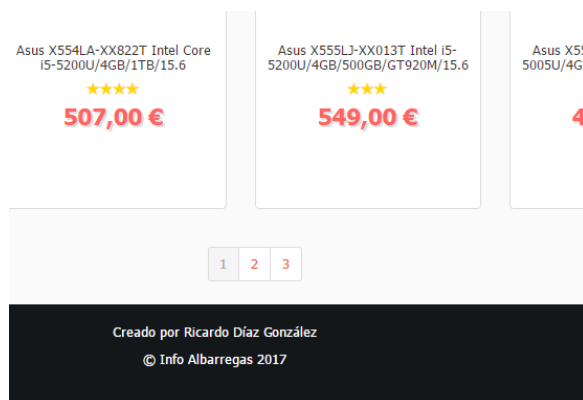 Asus X554LA-XX822T Intel Core
i5-5200U/4GB/1TB/15.6
507,00 €
Asus X555LJ-XX013T Intel i5-
5200U/4GB/500GB/GT920M/15.6
549,00 €
Asus X5
5005U/4G
4
1 2 3
Creado por Ricardo Díaz González
© Info Albarregas 2017